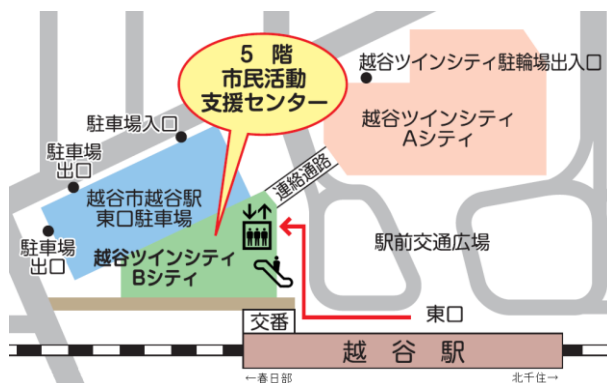 5 階
市民活動
支援センター
越谷ツインシティ駐輪場出入口
駐車場入口
越谷ツインシティ
Aシティ
駐車場
出口
連絡通路
越谷市越谷駅
東口駐車場
駐車場
出口
越谷ツインシティ
Bシティ
駅前交通広場
東口
交番
越谷駅
←春日部
北千住→